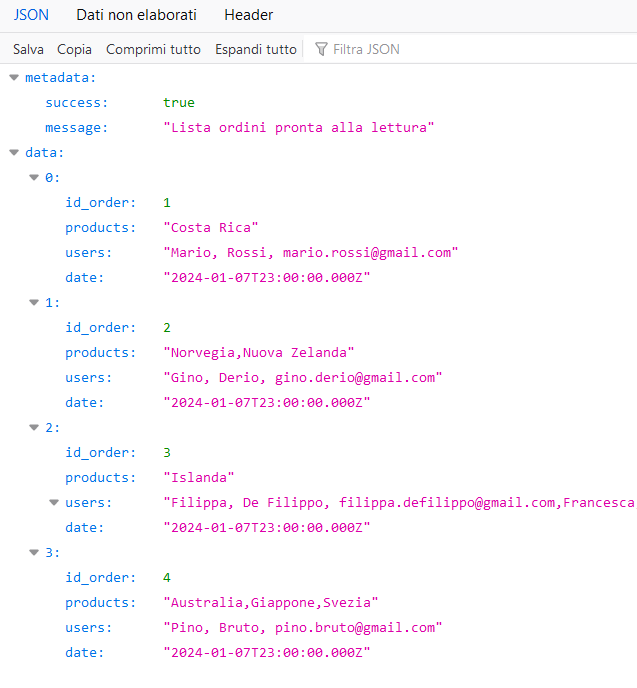 JSON Dati non elaborati Header
Salva Copia Comprimi tutto Espandi tutto Filtra JSON
metadata:
success: true
message: "Lista ordini pronta alla lettura"
data:
0:
id_order: 1
products: "Costa Rica"
users: "Mario, Rossi, mario.rossi@gmail.com"
date: "2024-01-07T23:00:00.000Z"
1:
id_order: 2
products: "Norvegia,Nuova Zelanda"
users: "Gino, Derio, gino.derio@gmail.com"
date: "2024-01-07T23:00:00.000Z"
2:
id_order: 3
products: "Islanda"
users: "Filippa, De Filippo, filippa.defilippo@gmail.com,Francesca
date: "2024-01-07T23:00:00.000Z"
3:
id_order: 4
products: "Australia,Giappone,Svezia"
users: "Pino, Bruto, pino.bruto@gmail.com"
date: "2024-01-07T23:00:00.000Z"